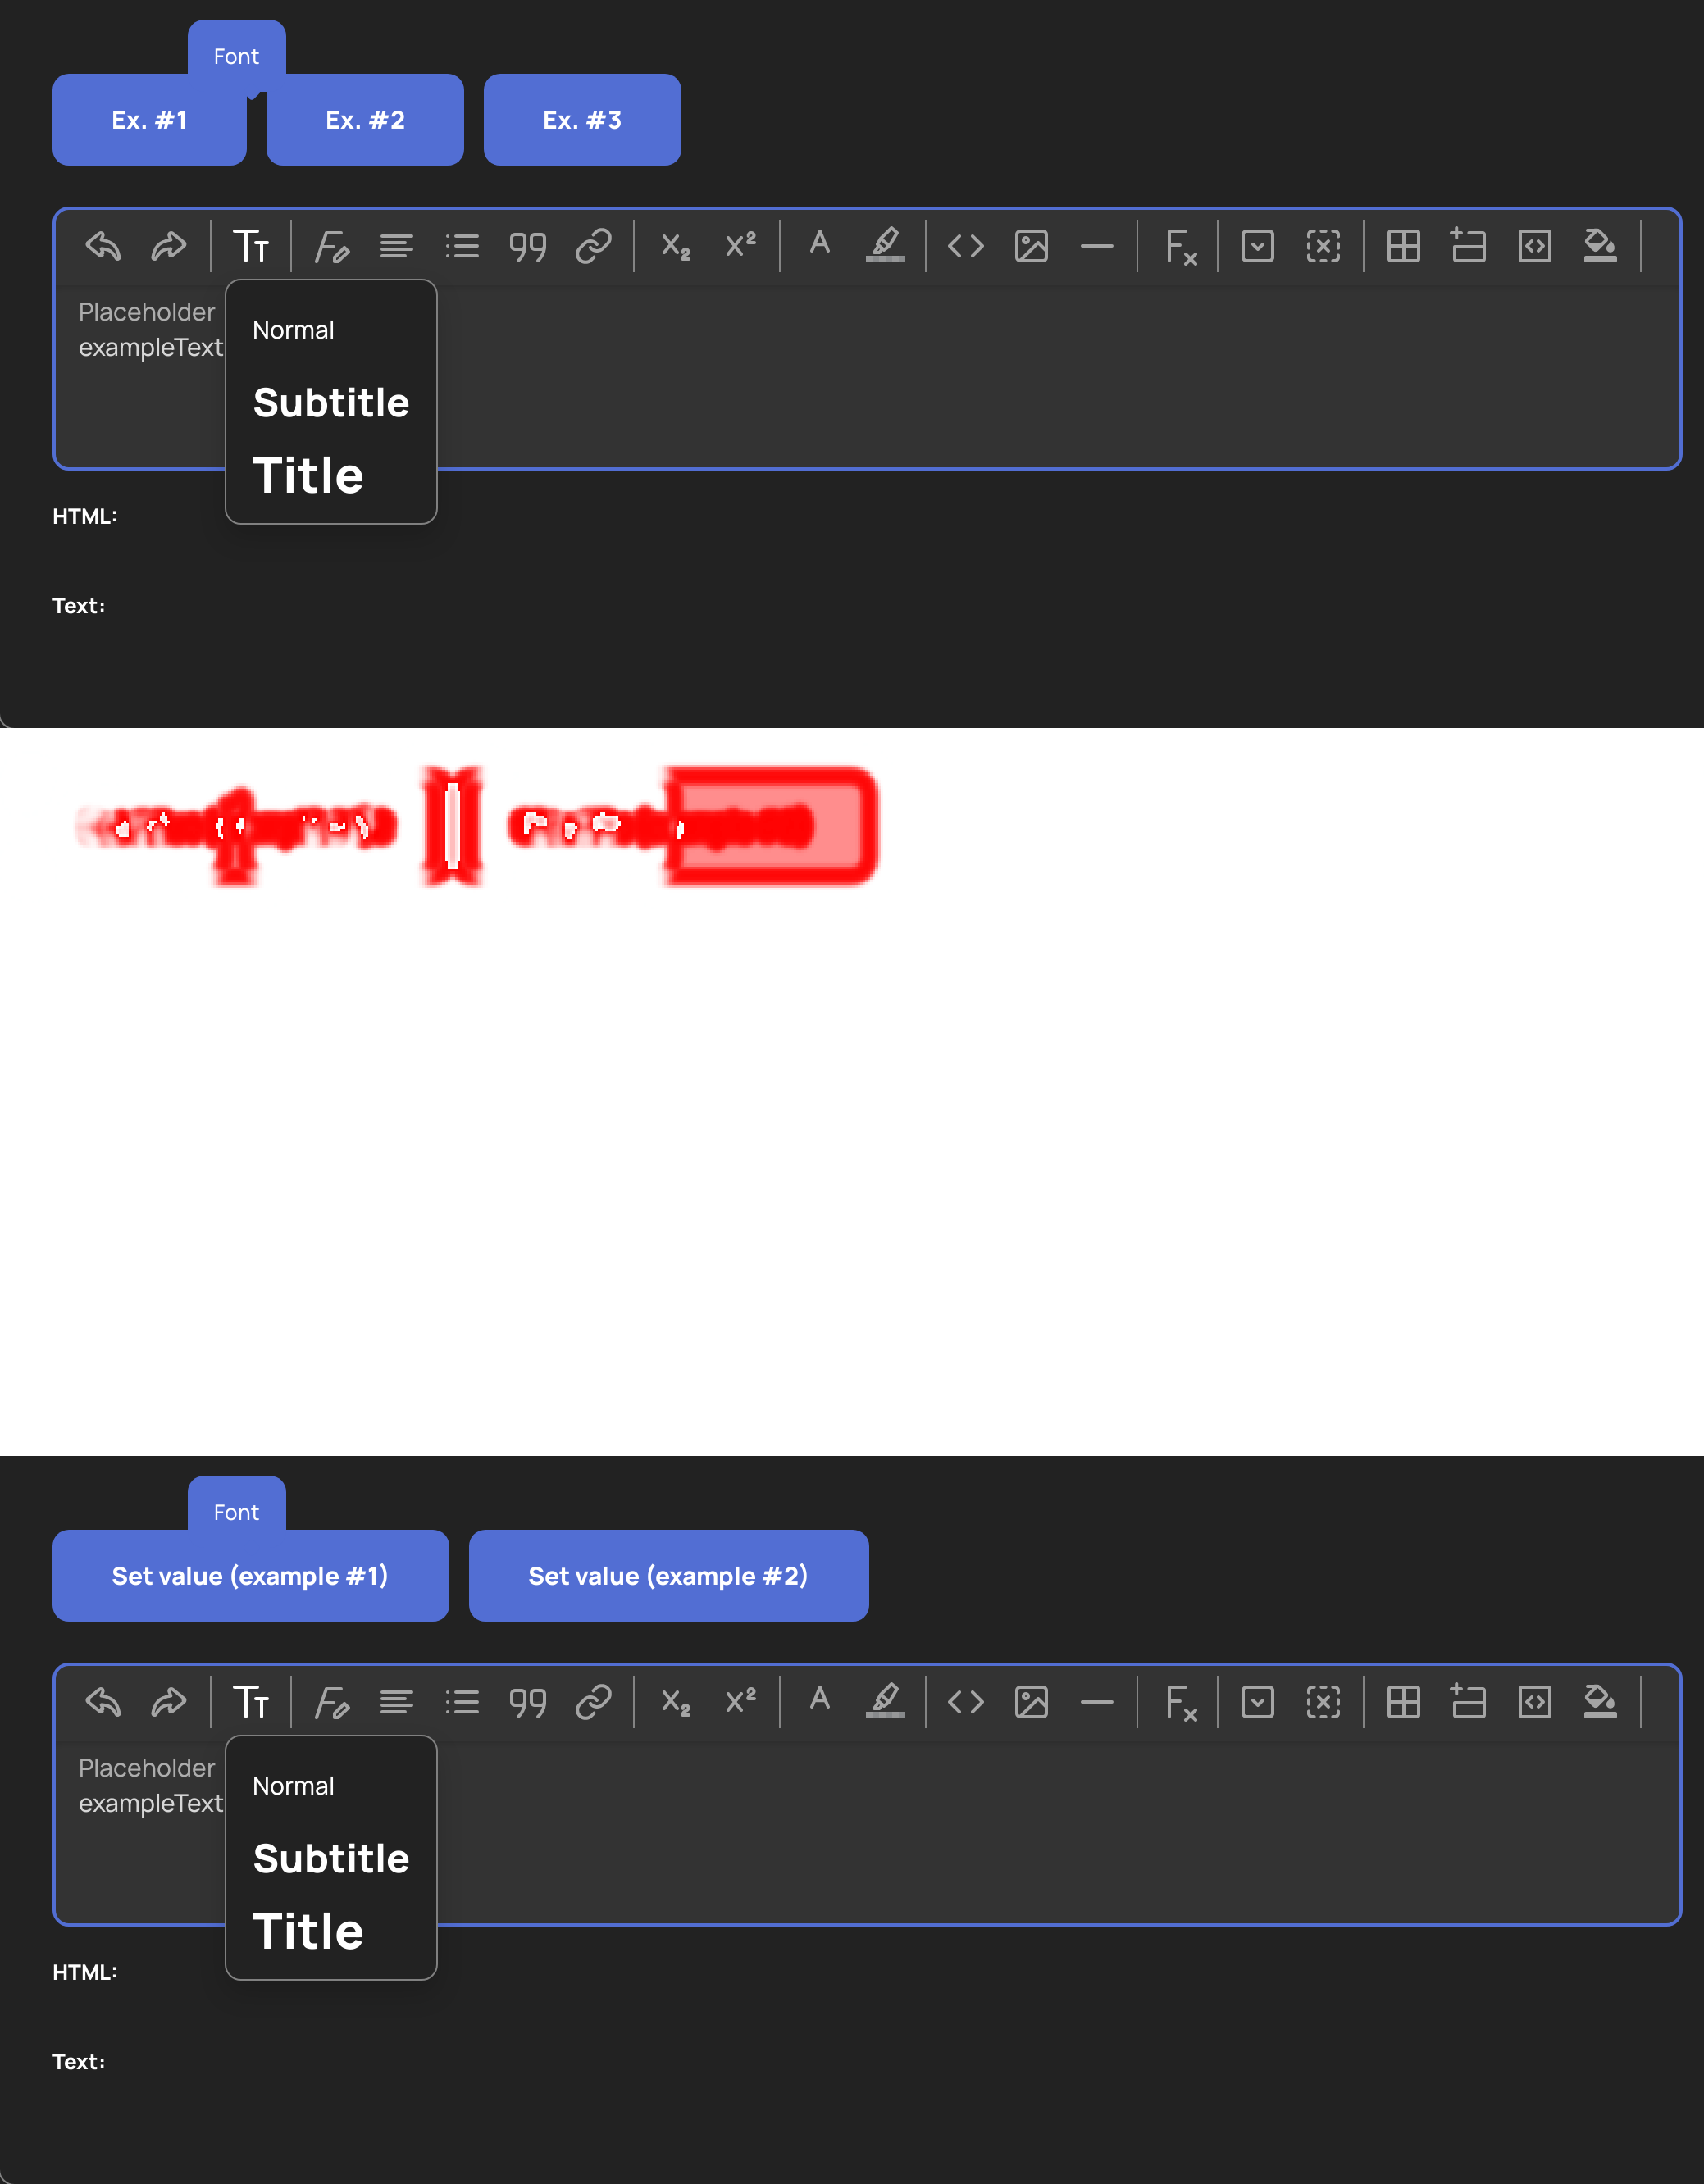 Font
Ex. #1 Ex. #2 Ex. #3
Placeholder
exampleText
Normal
Subtitle
Title
HTML:
Text:
Font
Set value (example #1) Set value (example #2)
Placeholder
exampleText
Normal
Subtitle
Title
HTML:
Text: